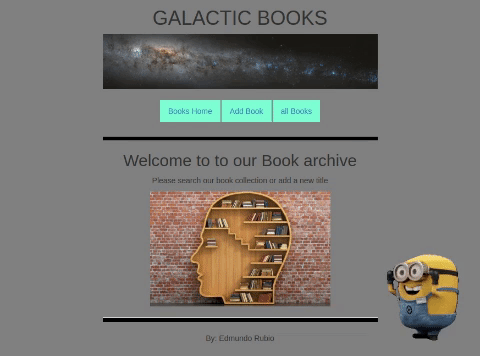 GALACTIC BOOKS
Books Home
Add Book
all Books
Welcome to to our Book archive
Please search our book collection or add a new title
By: Edmundo Rubio